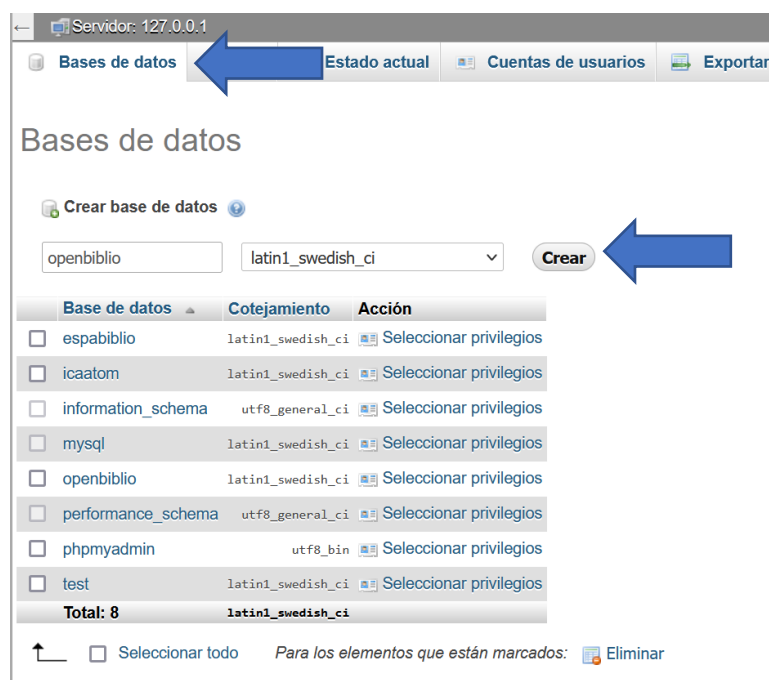 ← Servidor: 127.0.0.1
Bases de datos Estado actual Cuentas de usuarios Exportar
Bases de datos
Crear base de datos
openbiblio latin1_swedish_ci Crear
Base de datos Cotejamiento Acción
espabiblio latin1_swedish_ci Seleccionar privilegios
icaatom latin1_swedish_ci Seleccionar privilegios
information_schema utf8_general_ci Seleccionar privilegios
mysql latin1_swedish_ci Seleccionar privilegios
openbiblio latin1_swedish_ci Seleccionar privilegios
performance_schema utf8_general_ci Seleccionar privilegios
phpmyadmin utf8_bin Seleccionar privilegios
test latin1_swedish_ci Seleccionar privilegios
Total: 8 latin1_swedish_ci
Seleccionar todo Para los elementos que están marcados: Eliminar